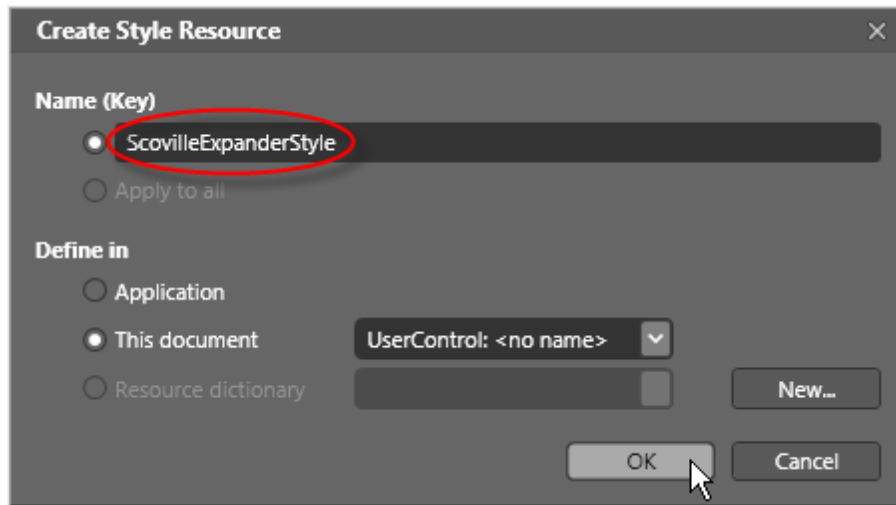 Create Style Resource
Name (Key)
ScovilleExpanderStyle
Apply to all
Define in
Application
This document UserControl: <no name>
Resource dictionary New...
OK Cancel